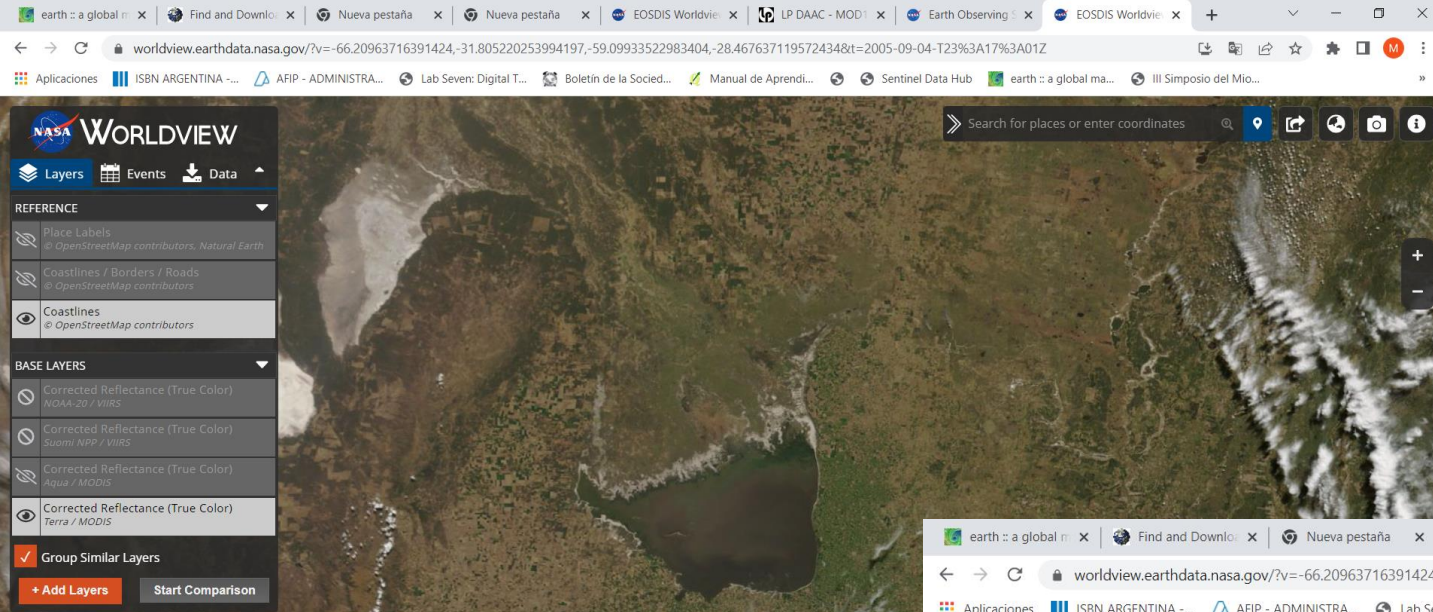 earth :: a global m
Find and Downloa
Nueva pestaña
Nueva pestaña
EOSDIS Worldview
LP DAAC - MOD1
Earth Observing S
EOSDIS Worldview
worldview.earthdata.nasa.gov/?v=-66.20963716391424,-31.805220253994197,-59.09933522983404,-28.46763711957243​48&t=2005-09-04-T23%3A17%3A01Z
M
Aplicaciones
ISBN ARGENTINA -...
AFIP - ADMINISTRA...
Lab Seven: Digital T...
Boletín de la Socied...
Manual de Aprendi...
Sentinel Data Hub
earth :: a global ma...
III Simposio del Mio...
»
NASA WORLDVIEW
Search for places or enter coordinates
Layers
Events
Data
REFERENCE
Place Labels
© OpenStreetMap contributors, Natural Earth
Coastlines / Borders / Roads
© OpenStreetMap contributors
Coastlines
© OpenStreetMap contributors
BASE LAYERS
Corrected Reflectance (True Color)
NOAA-20 / VIIRS
Corrected Reflectance (True Color)
Suomi NPP / VIIRS
Corrected Reflectance (True Color)
Aqua / MODIS
Corrected Reflectance (True Color)
Terra / MODIS
Group Similar Layers
+ Add Layers
Start Comparison
earth :: a global m
Find and Downloa
Nueva pestaña
worldview.earthdata.nasa.gov/?v=-66.20963716391424
Aplicaciones
ISBN ARGENTINA -...
AFIP - ADMINISTRA...